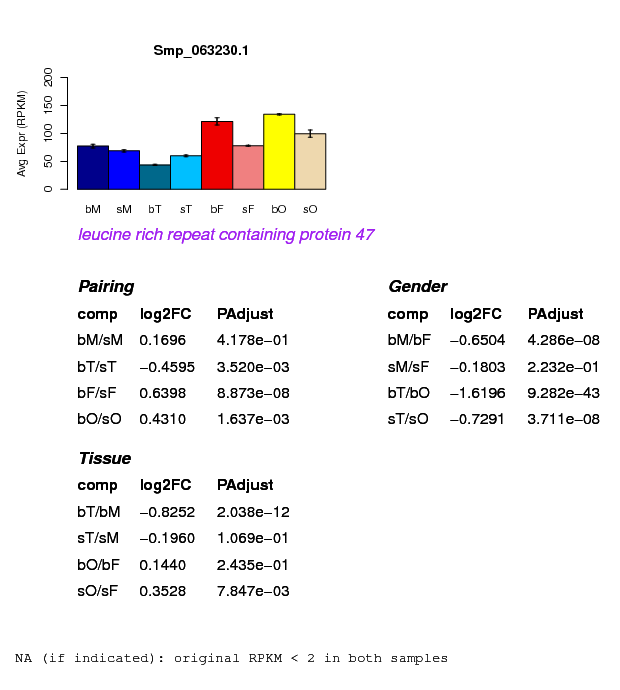 Smp_063230.1
Avg Expr (RPKM)
200
150
100
50
0
bM sM bT sT bF sF bO sO
leucine rich repeat containing protein 47
Pairing
comp log2FC PAdjust
bM/sM 0.1696 4.178e−01
bT/sT −0.4595 3.520e−03
bF/sF 0.6398 8.873e−08
bO/sO 0.4310 1.637e−03
Gender
comp log2FC PAdjust
bM/bF −0.6504 4.286e−08
sM/sF −0.1803 2.232e−01
bT/bO −1.6196 9.282e−43
sT/sO −0.7291 3.711e−08
Tissue
comp log2FC PAdjust
bT/bM −0.8252 2.038e−12
sT/sM −0.1960 1.069e−01
bO/bF 0.1440 2.435e−01
sO/sF 0.3528 7.847e−03
NA (if indicated): original RPKM < 2 in both samples